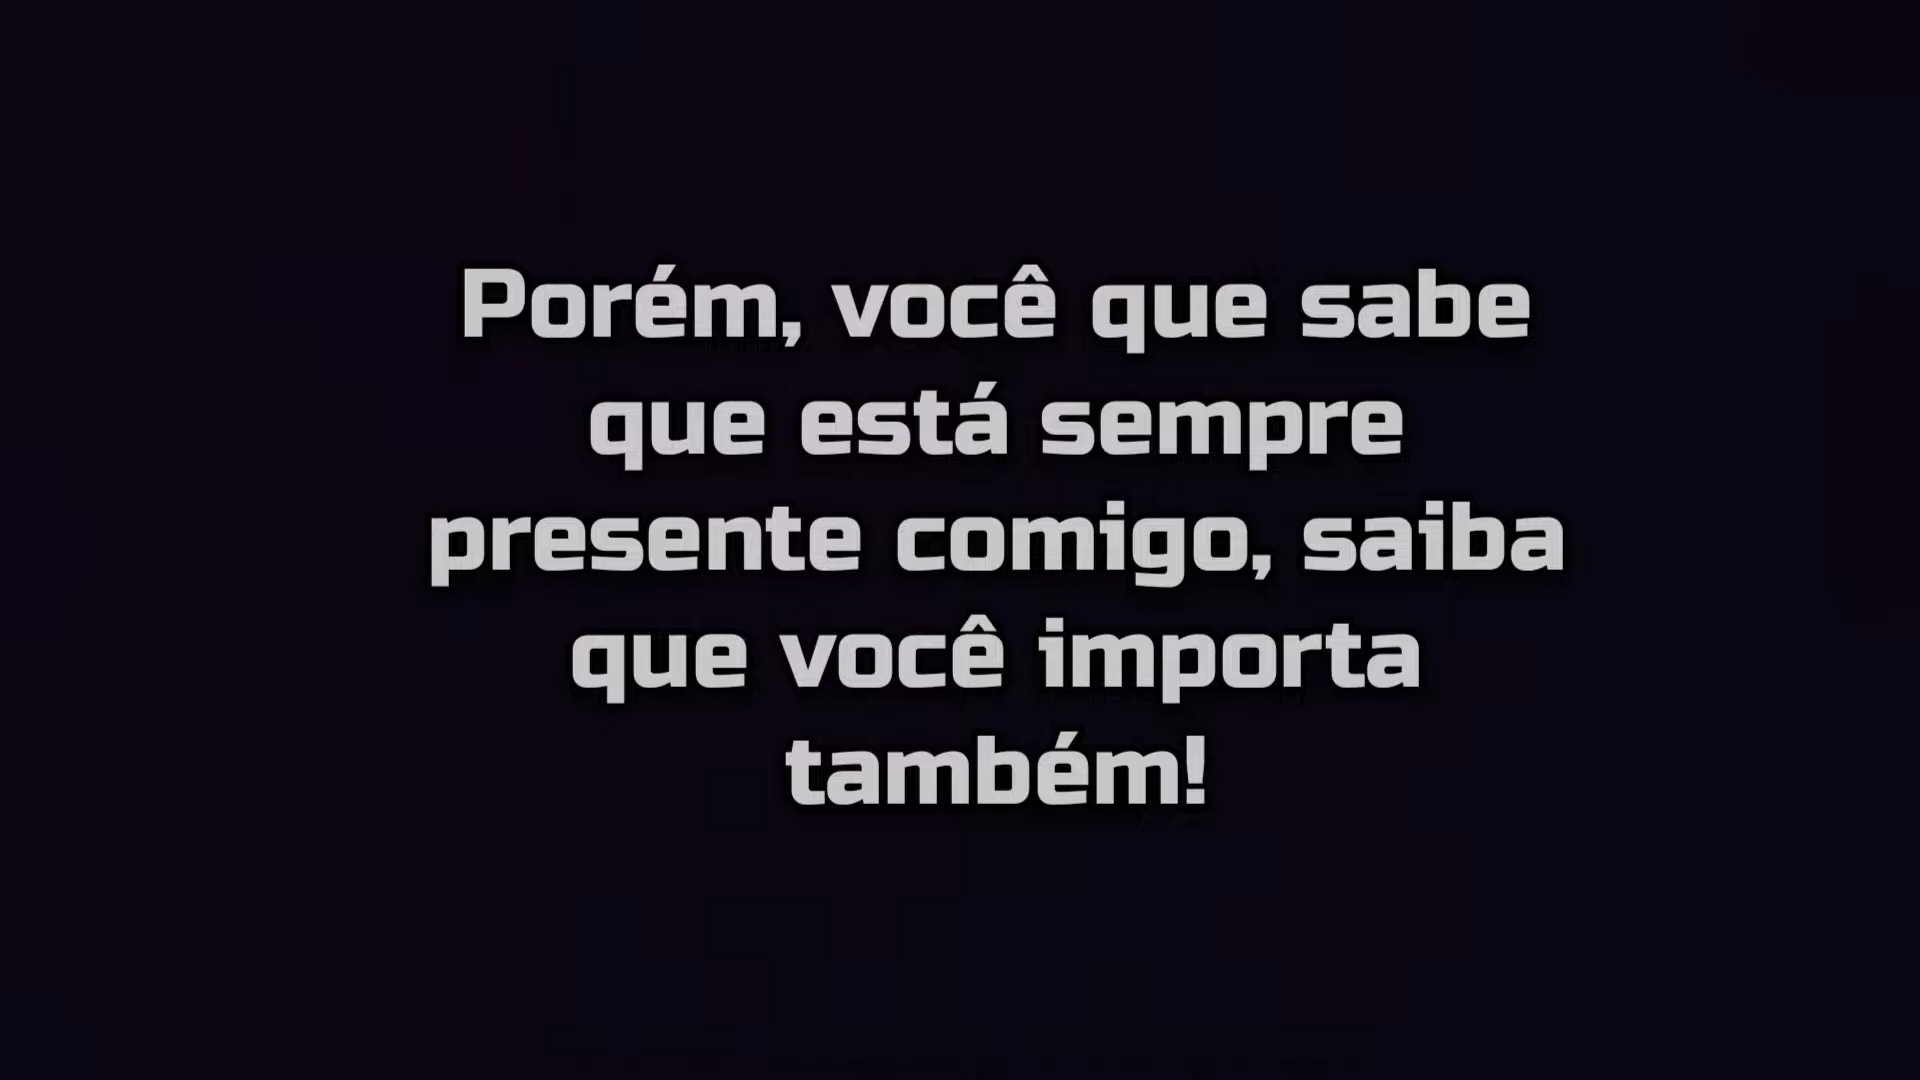 Porém, você que sabe
que está sempre
presente comigo, saiba
que você importa
também!